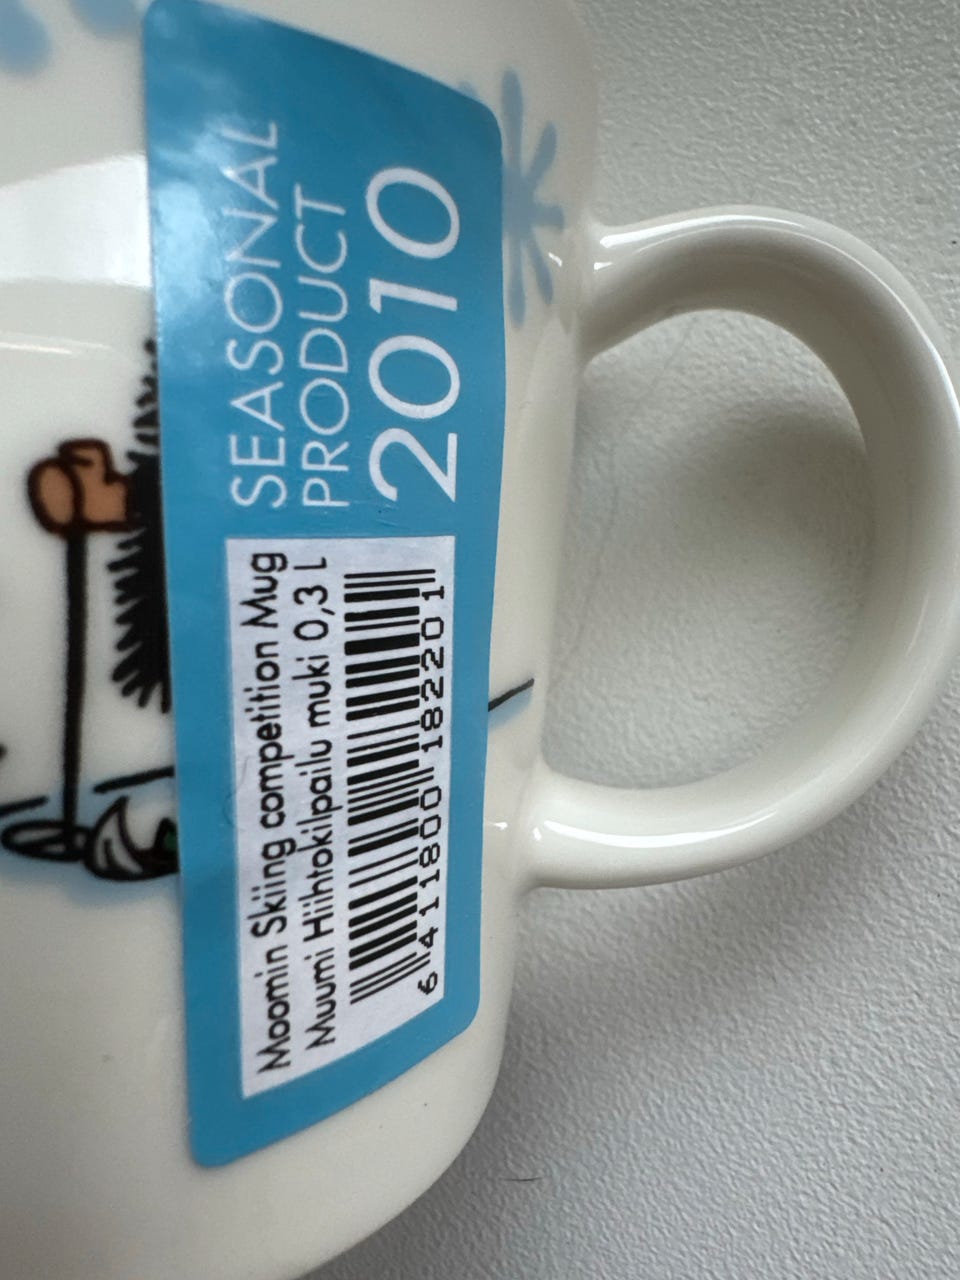 SEASONAL
PRODUCT
2010
Moomin Skiing competition Mug
Muumi Hiihtokilpailu muki 0,3 l
6 411800 182201